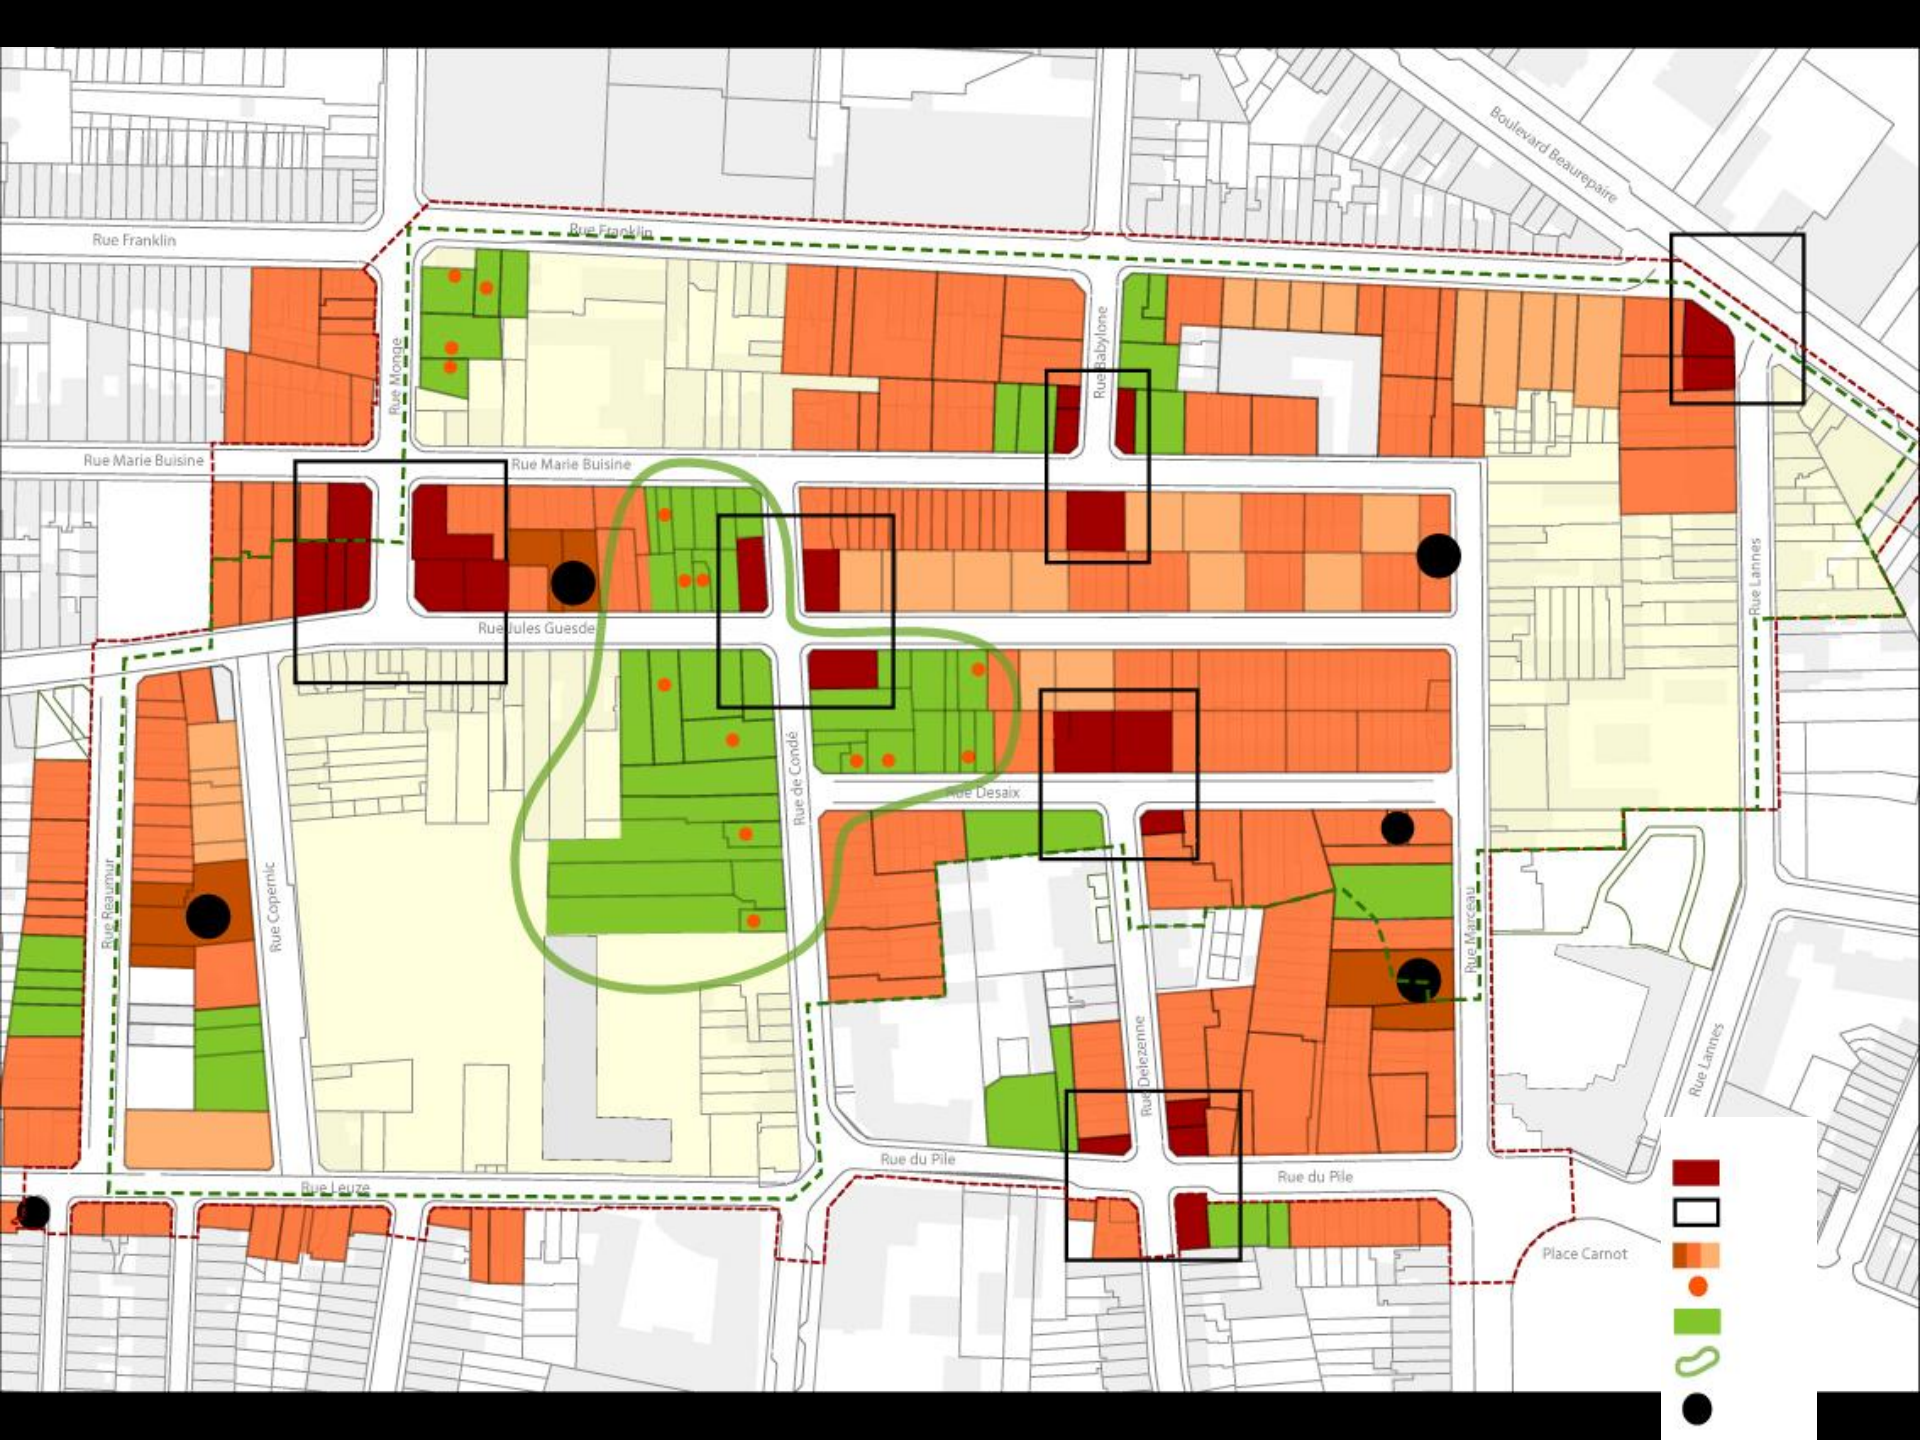 Boulevard Beaurepaire
Rue Franklin
Rue Franklin
Rue Monge
Rue Babylone
Rue Marie Buisine
Rue Marie Buisine
Rue Lannes
Rue Jules Guesde
Rue de Condé
Rue Desaix
Rue Reaumur
Rue Copernic
Rue Marceau
Rue Delezenne
Rue Lannes
Rue du Pile
Rue du Pile
Rue Leuze
Place Carnot